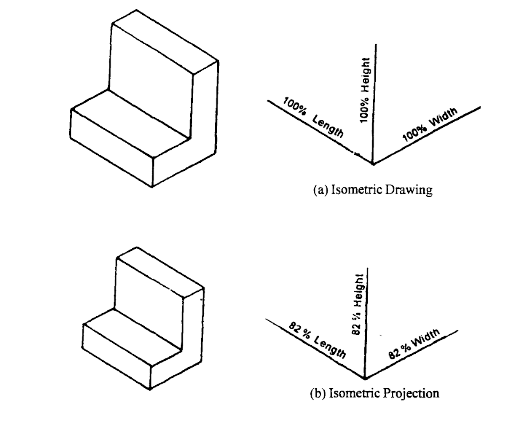 100% Length
100% Height
100% Width
(a) Isometric Drawing
82 % Length
82 % Height
82 % Width
(b) Isometric Projection